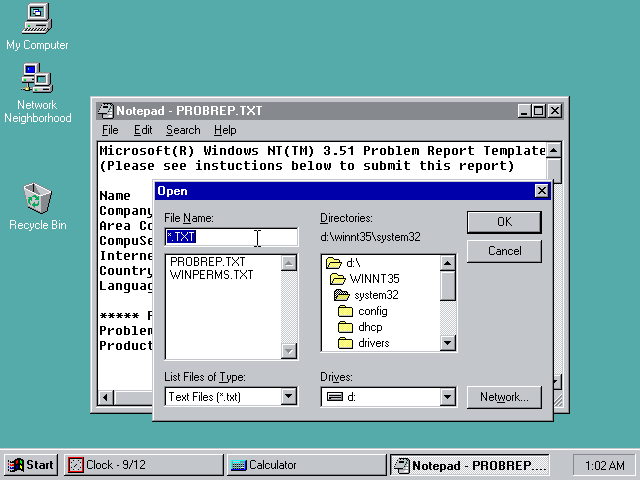 My Computer
Network
Neighborhood
Recycle Bin
Notepad - PROBREP.TXT
File Edit Search Help
Microsoft(R) Windows NT(TM) 3.51 Problem Report Template
(Please see instuctions below to submit this report)
Name
Company
Area Co
CompuSe
Interne
Country
Languag
***** P
Problem
Product
Open
File Name:
*.TXT
PROBREP.TXT
WINPERMS.TXT
List Files of Type:
Text Files (*.txt)
Directories:
d:\winnt35\system32
d:\
WINNT35
system32
config
dhcp
drivers
Drives:
d:
OK
Cancel
Network...
Start
Clock - 9/12
Calculator
Notepad - PROBREP....
1:02 AM